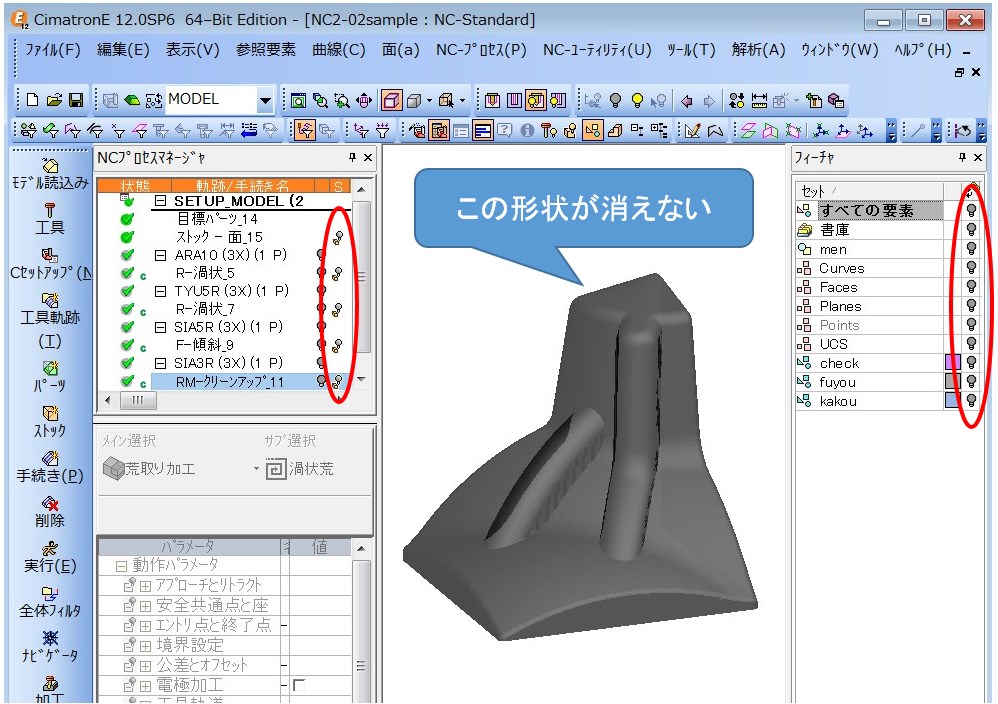 CimatronE 12.0SP6 64-Bit Edition - [NC2-02sample : NC-Standard]
ﾌｧｲﾙ(F) 編集(E) 表示(V) 参照要素 曲線(C) 面(a) NC-ﾌﾟﾛｾｽ(P) NC-ﾕｰﾃｨﾘﾃｨ(U) ﾂｰﾙ(T) 解析(A) ｳｨﾝﾄﾞｳ(W) ﾍﾙﾌﾟ(H)
MODEL
ﾓﾃﾞﾙ読込み
工具
Cｾｯﾄｱｯﾌﾟ(N
工具軌跡
(I)
ﾊﾟｰﾂ
ｽﾄｯｸ
手続き(P)
削除
実行(E)
全体ﾌｨﾙﾀ
ﾅﾋﾞｹﾞｰﾀ
加工
NCﾌﾟﾛｾｽﾏﾈｰｼﾞｬ
状態 軌跡/手続き名 S
SETUP_MODEL (2
目標ﾊﾟｰﾂ_14
ｽﾄｯｸ - 面_15
ARA10 (3X) (1 P)
R-渦状_5
TYU5R (3X) (1 P)
R-渦状_7
SIA5R (3X) (1 P)
F-傾斜_9
SIA3R (3X) (1 P)
RM-ｸﾘｰﾝｱｯﾌﾟ_11
メイン選択 サブ選択
荒取り加工 渦状荒
ﾊﾟﾗﾒｰﾀ 値
動作ﾊﾟﾗﾒｰﾀ
ｱﾌﾟﾛｰﾁとﾘﾄﾗｸﾄ
安全共通点と座
ｴﾝﾄﾘ点と終了点
境界設定
公差とｵﾌｾｯﾄ
電極加工
工具軌道
この形状が消えない
ﾌｨｰﾁｬ
セット
すべての要素
書庫
men
Curves
Faces
Planes
Points
UCS
check
fuyou
kakou